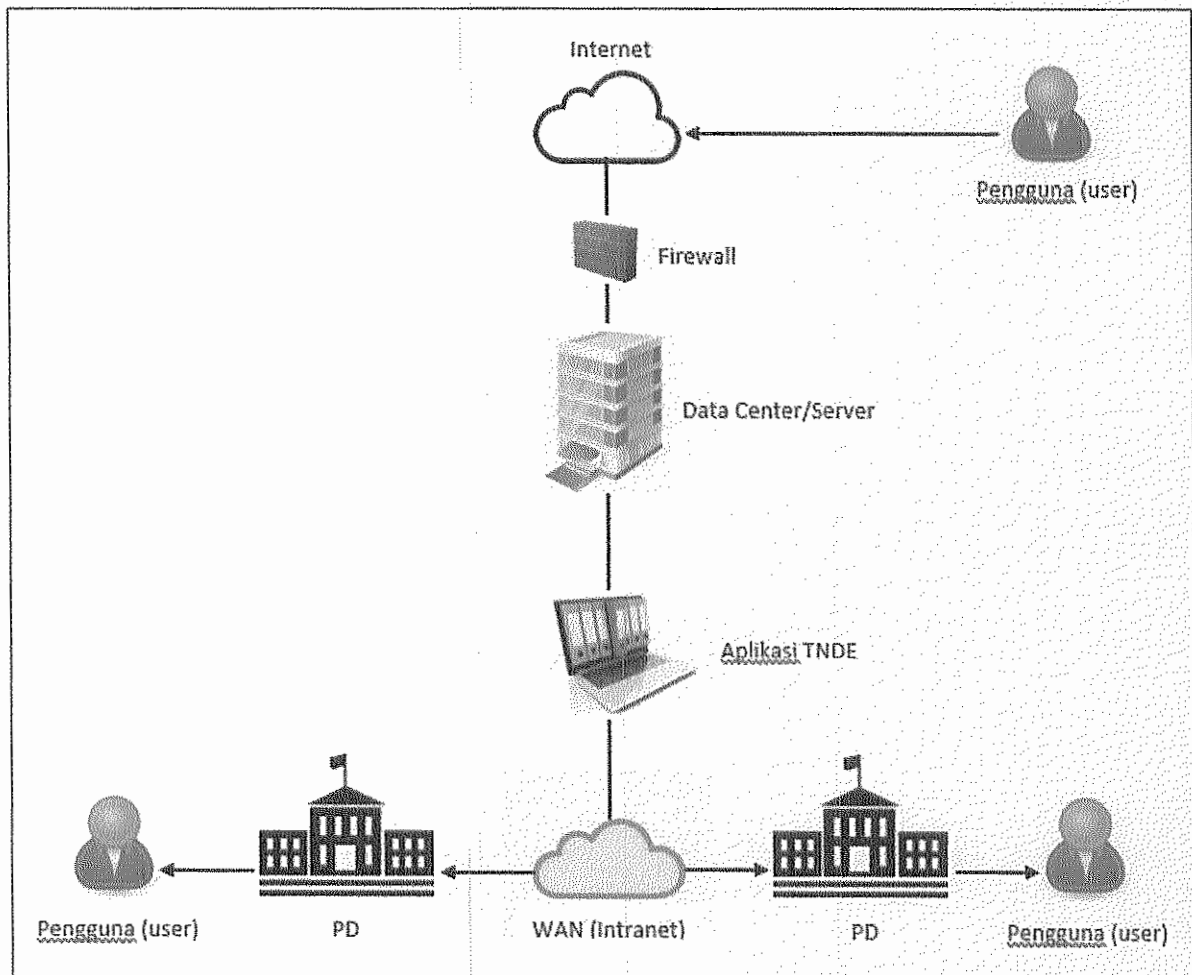 Internet
Pengguna (user)
Firewall
Data Center/Server
Aplikasi TNDE
Pengguna (user)
PD
WAN (Intranet)
PD
Pengguna (user)